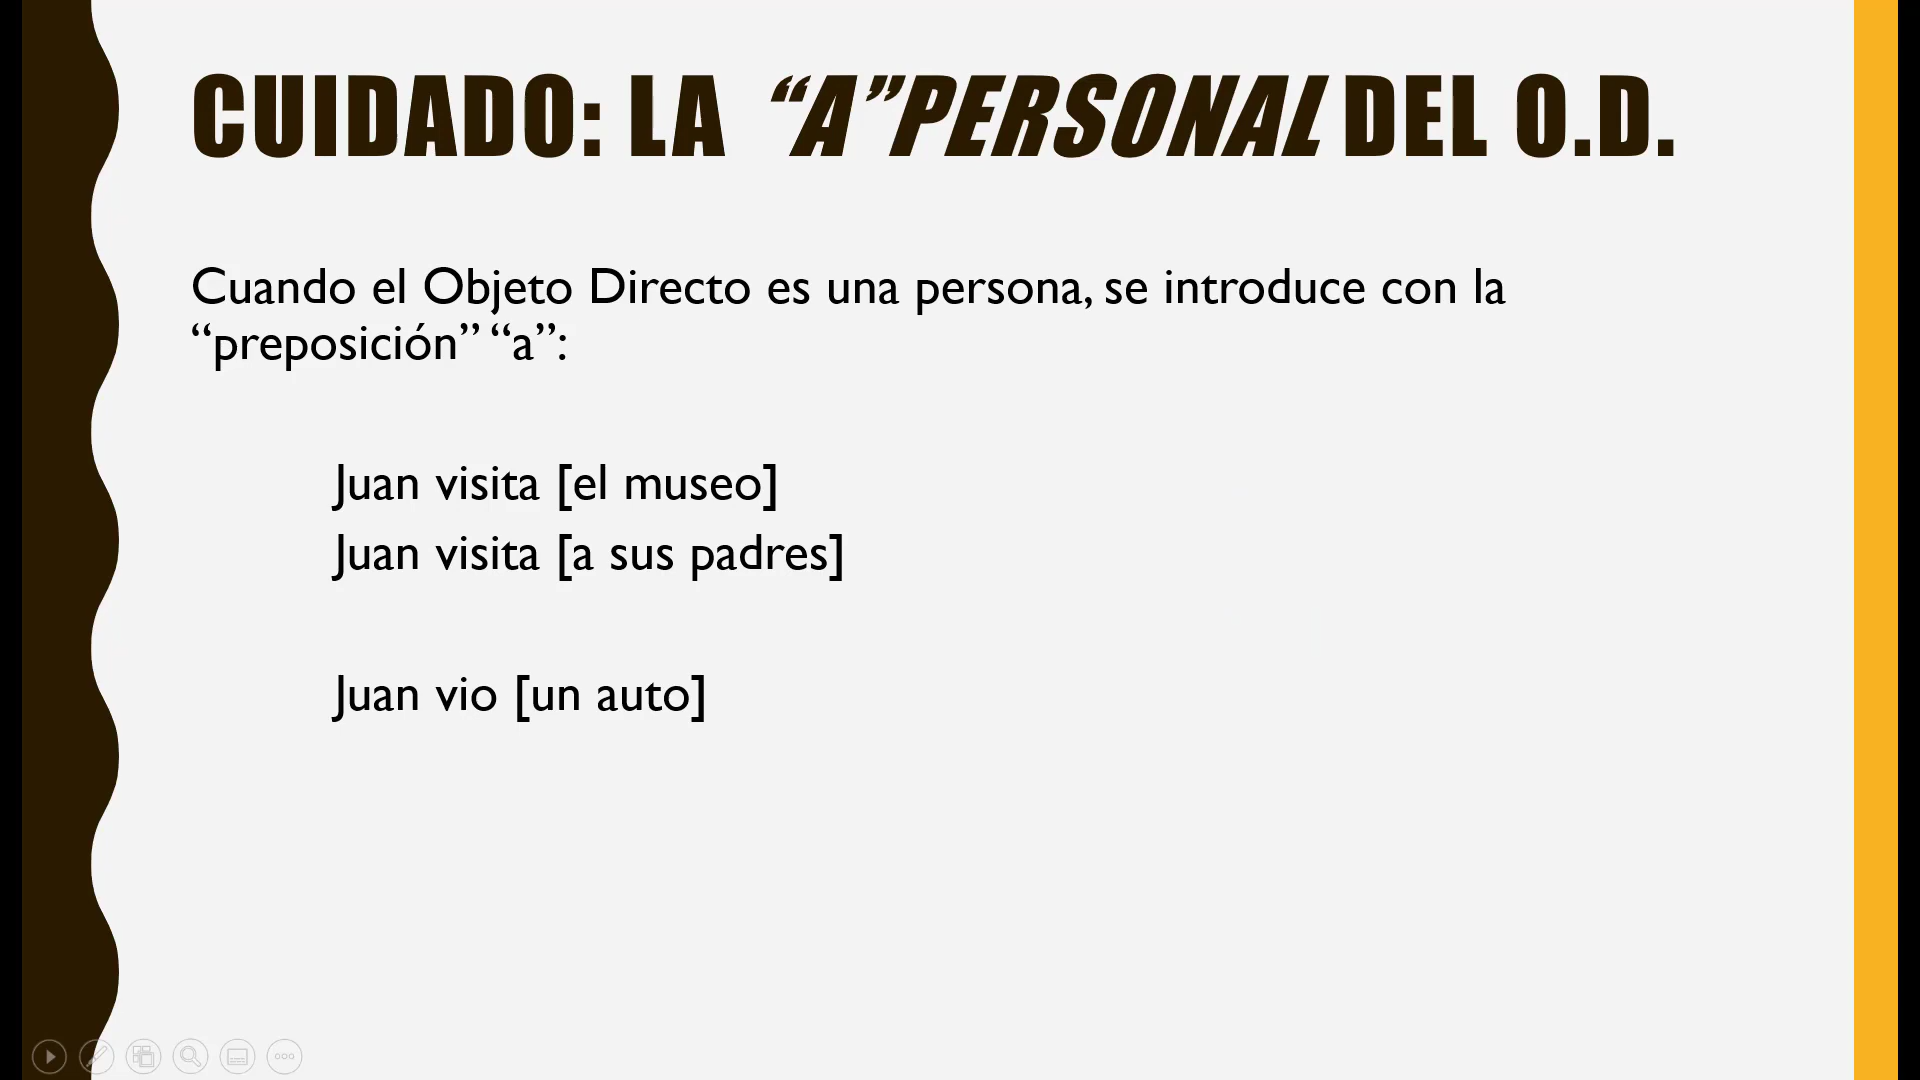 CUIDADO: LA “A”PERSONAL DEL O.D.
Cuando el Objeto Directo es una persona, se introduce con la
“preposición” “a”:
Juan visita [el museo]
Juan visita [a sus padres]
Juan vio [un auto]